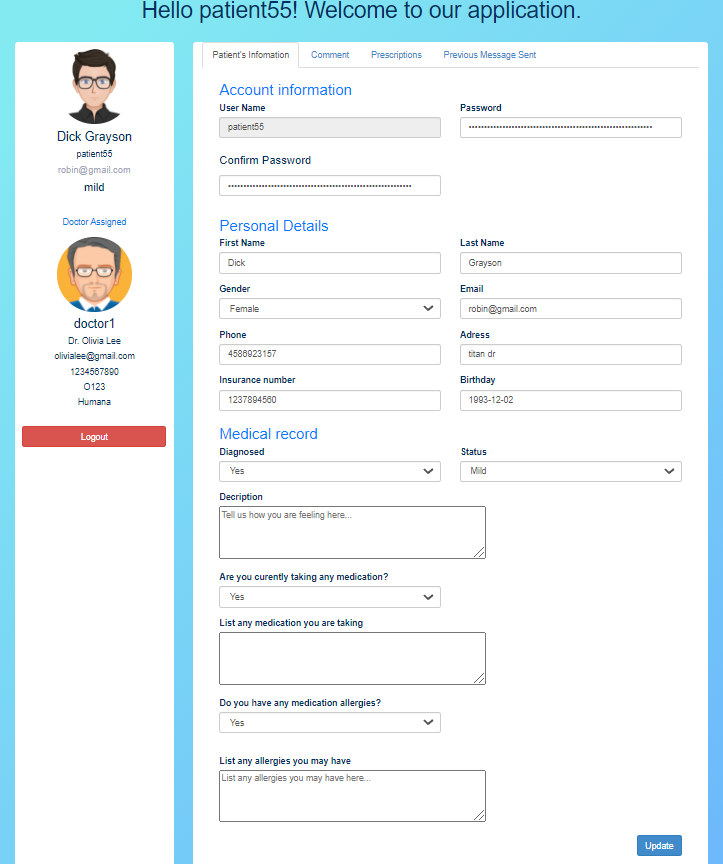 Hello patient55! Welcome to our application.
Dick Grayson
patient55
robin@gmail.com
mild
Doctor Assigned
doctor1
Dr. Olivia Lee
olivialee@gmail.com
1234567890
O123
Humana
Logout
Patient's Infomation Comment Prescriptions Previous Message Sent
Account information
User Name Password
patient55 ••••••••••••••••••••••••••••••••••••••••••••••••••••••••••••
Confirm Password
••••••••••••••••••••••••••••••••••••••••••••••••••••••••••••
Personal Details
First Name Last Name
Dick Grayson
Gender Email
Female robin@gmail.com
Phone Adress
4586923157 titan dr
Insurance number Birthday
1237894560 1993-12-02
Medical record
Diagnosed Status
Yes Mild
Decription
Tell us how you are feeling here...
Are you curently taking any medication?
Yes
List any medication you are taking
Do you have any medication allergies?
Yes
List any allergies you may have
List any allergies you may have here...
Update